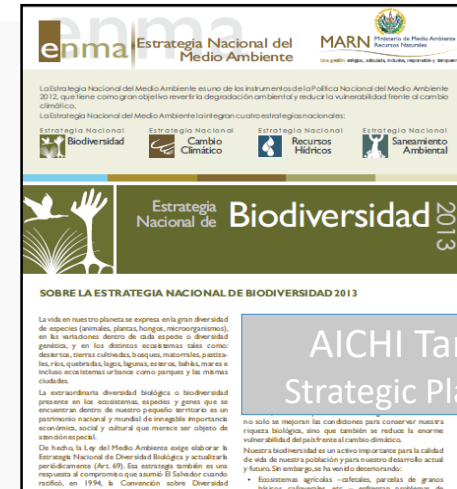 enma
enma Estrategia Nacional del
Medio Ambiente
MARN Ministerio de Medio Ambiente
Recursos Naturales
Una gestión enérgica, articulada, inclusiva, responsable y
La Estrategia Nacional del Medio Ambiente es uno de los instrumentos de la Política Nacional del Medio Ambiente
2012, que tiene como gran objetivo revertir la degradación ambiental y reducir la vulnerabilidad frente al cambio
climático.
La Estrategia Nacional del Medio Ambiente la integran cuatro estrategias nacionales:
Estrategia Nacional
Biodiversidad
Estrategia Nacional
Cambio
Climático
Estrategia Nacional
Recursos
Hídricos
Estrategia Nacional
Saneamiento
Ambiental
Estrategia
Nacional de Biodiversidad 2013
SOBRE LA ESTRATEGIA NACIONAL DE BIODIVERSIDAD 2013
La vida en nuestro planeta se expresa en la gran diversidad
de especies (animales, plantas, hongos, microorganismos),
en las variaciones dentro de cada especie o diversidad
genética, y en los distintos ecosistemas tales como:
desiertos, tierras cultivadas, bosques, matorrales, pastiza-
les, ríos, quebradas, lagos, lagunas, esteros, bahías, mares e
incluso ecosistemas urbanos como parques y las mismas
ciudades.
La extraordinaria diversidad biológica o biodiversidad
presente en los ecosistemas, especies y genes que se
encuentran dentro de nuestro pequeño territorio es un
patrimonio nacional y mundial de innegable importancia
económica, social y cultural que merece ser objeto de
atención especial.
De hecho, la Ley del Medio Ambiente exige elaborar la
Estrategia Nacional de Diversidad Biológica y actualizarla
periódicamente (Art. 69). Esa estrategia también es una
respuesta al compromiso que asumió El Salvador cuando
ratificó, en 1994, la Convención sobre Diversidad
AICHI Tar
Strategic Pla
no solo se mejoran las condiciones para conservar nuestra
riqueza biológica, sino que también se reduce la enorme
vulnerabilidad del país frente al cambio climático.
Nuestra biodiversidad es un activo importante para la calidad
de vida de nuestra población y para nuestro desarrollo actual
y futuro. Sin embargo, se ha venido deteriorando:
• Ecosistemas agrícolas –cafetales, parcelas de granos
básicos, cañaverales, etc. – enfrentan problemas de